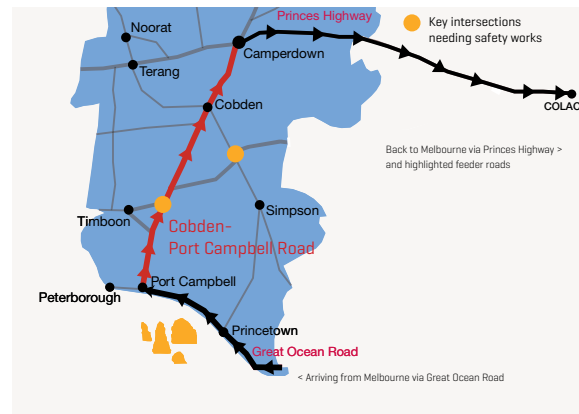 Princes Highway
Key intersections
needing safety works
Noorat
Camperdown
Terang
COLAC
Cobden
Back to Melbourne via Princes Highway >
and highlighted feeder roads
Simpson
Timboon
Cobden-
Port Campbell Road
Port Campbell
Peterborough
Princetown
Great Ocean Road
< Arriving from Melbourne via Great Ocean Road